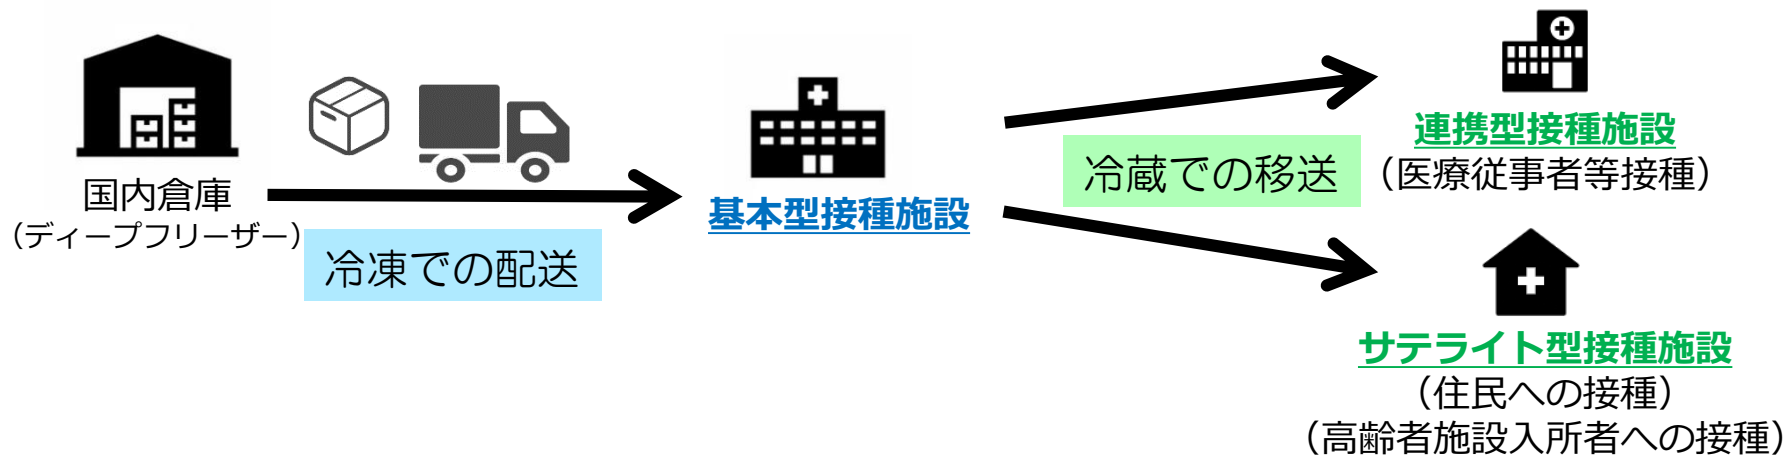 国内倉庫
（ディープフリーザー）
冷凍での配送
基本型接種施設
冷蔵での移送
連携型接種施設
（医療従事者等接種）
サテライト型接種施設
（住民への接種）
（高齢者施設入所者への接種）